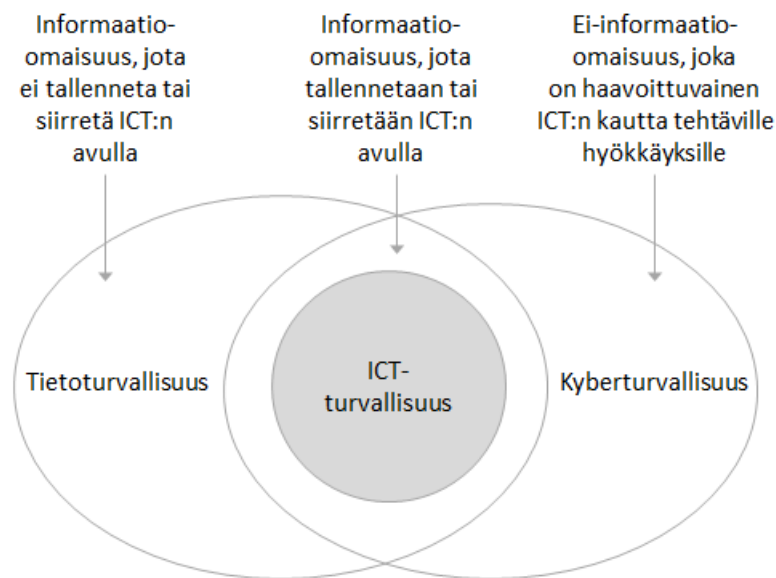 Informaatio-
omaisuus, jota
ei tallenneta tai
siirretä ICT:n
avulla
Informaatio-
omaisuus, jota
tallennetaan tai
siirretään ICT:n
avulla
Ei-informaatio-
omaisuus, joka
on haavoittuvainen
ICT:n kautta tehtäville
hyökkäyksille
Tietoturvallisuus
ICT-
turvallisuus
Kyberturvallisuus